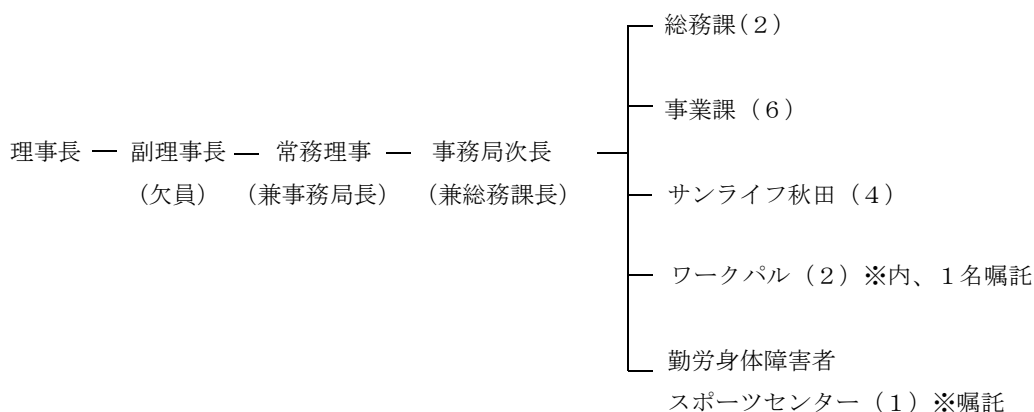 総務課（２）
事業課（６）
理事長 ― 副理事長 ― 常務理事 ― 事務局次長
（欠員） （兼事務局長） （兼総務課長）
サンライフ秋田（４）
ワークパル（２）※内、１名嘱託
勤労身体障害者
スポーツセンター（１）※嘱託